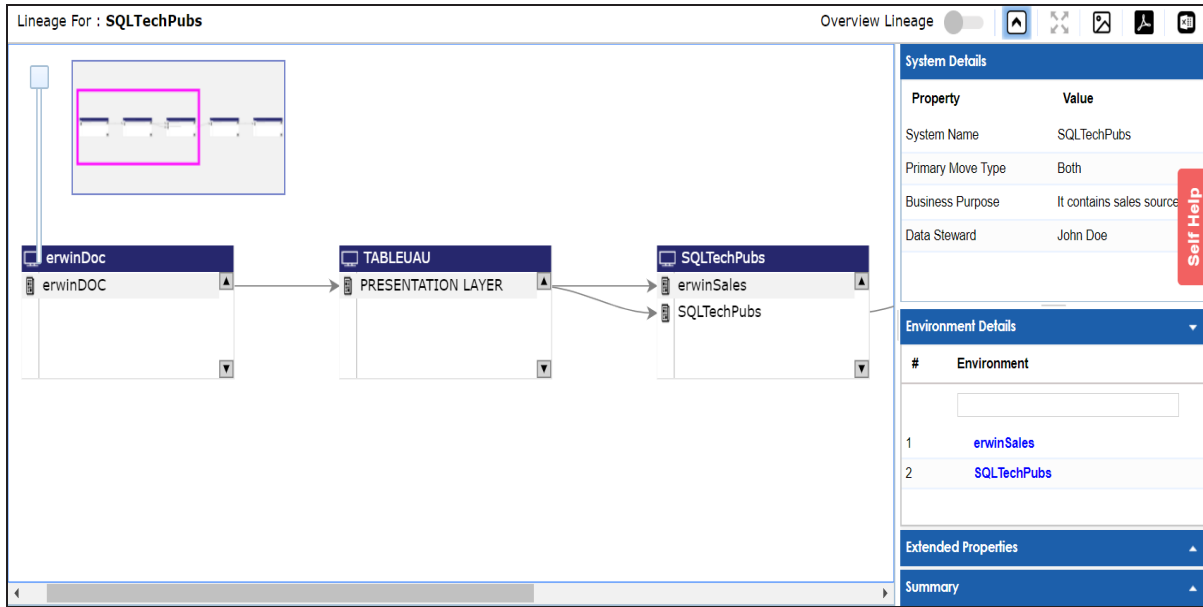 Lineage For : SQLTechPubs
Overview Lineage
erwinDoc
erwinDOC
TABLEUAU
PRESENTATION LAYER
SQLTechPubs
erwinSales
SQLTechPubs
System Details
Property Value
System Name SQLTechPubs
Primary Move Type Both
Business Purpose It contains sales source
Data Steward John Doe
Self Help
Environment Details
# Environment
1 erwinSales
2 SQLTechPubs
Extended Properties
Summary